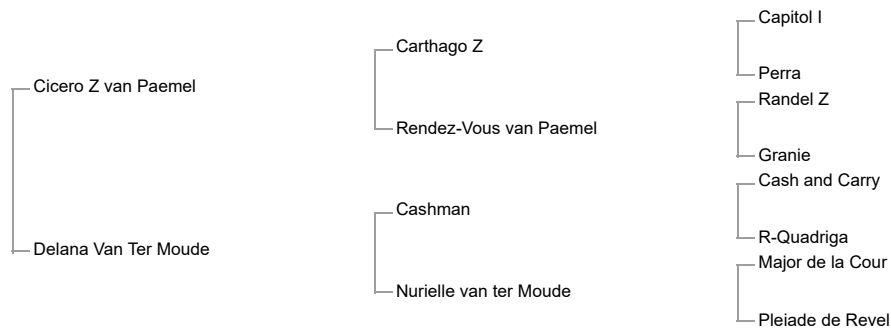 Capitol I
Carthago Z
Perra
Cicero Z van Paemel
Randel Z
Rendez-Vous van Paemel
Granie
Cash and Carry
Cashman
R-Quadriga
Delana Van Ter Moude
Major de la Cour
Nurielle van ter Moude
Plejade de Revel